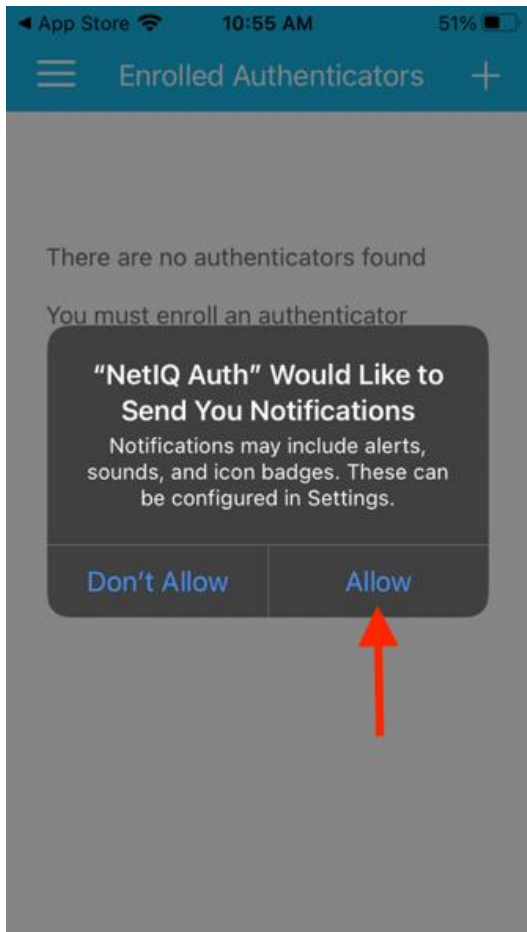 ◀ App Store 10:55 AM 51%
Enrolled Authenticators +
There are no authenticators found
You must enroll an authenticator
“NetIQ Auth” Would Like to
Send You Notifications
Notifications may include alerts,
sounds, and icon badges. These can
be configured in Settings.
Don’t Allow Allow